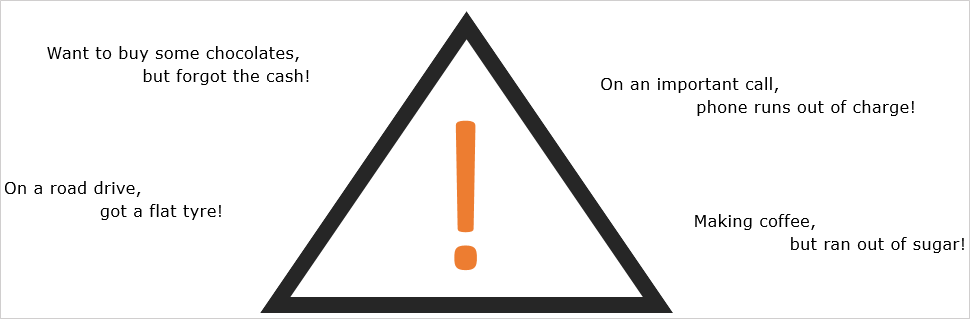 Want to buy some chocolates,
but forgot the cash!
On an important call,
phone runs out of charge!
!
On a road drive,
got a flat tyre!
Making coffee,
but ran out of sugar!